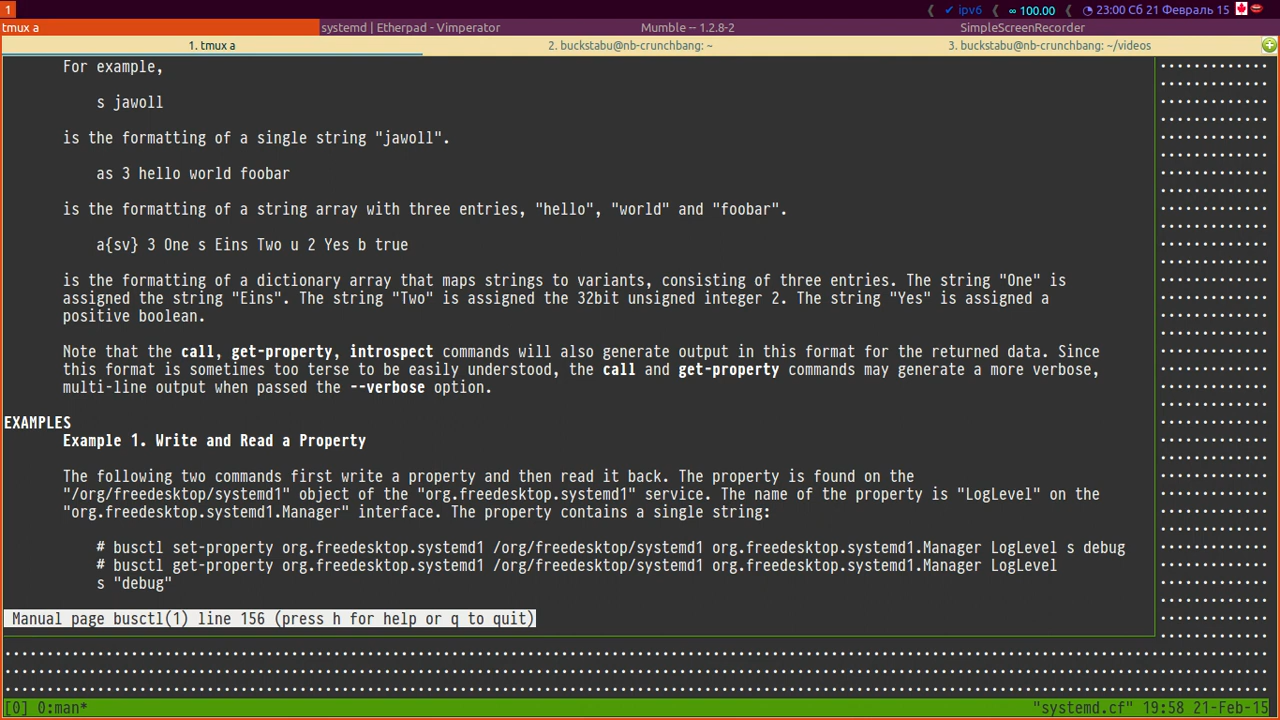 1
ipv6 ∞ 100.00 23:00 Сб 21 Февраль 15
tmux a
systemd | Etherpad - Vimperator
Mumble -- 1.2.8-2
SimpleScreenRecorder
1. tmux a
2. buckstabu@nb-crunchbang: ~
3. buckstabu@nb-crunchbang: ~/videos
For example,
s jawoll
is the formatting of a single string "jawoll".
as 3 hello world foobar
is the formatting of a string array with three entries, "hello", "world" and "foobar".
a{sv} 3 One s Eins Two u 2 Yes b true
is the formatting of a dictionary array that maps strings to variants, consisting of three entries. The string "One" is
assigned the string "Eins". The string "Two" is assigned the 32bit unsigned integer 2. The string "Yes" is assigned a
positive boolean.
Note that the call, get-property, introspect commands will also generate output in this format for the returned data. Since
this format is sometimes too terse to be easily understood, the call and get-property commands may generate a more verbose,
multi-line output when passed the --verbose option.
EXAMPLES
Example 1. Write and Read a Property
The following two commands first write a property and then read it back. The property is found on the
"/org/freedesktop/systemd1" object of the "org.freedesktop.systemd1" service. The name of the property is "LogLevel" on the
"org.freedesktop.systemd1.Manager" interface. The property contains a single string:
# busctl set-property org.freedesktop.systemd1 /org/freedesktop/systemd1 org.freedesktop.systemd1.Manager LogLevel s debug
# busctl get-property org.freedesktop.systemd1 /org/freedesktop/systemd1 org.freedesktop.systemd1.Manager LogLevel
s "debug"
Manual page busctl(1) line 156 (press h for help or q to quit)
[0] 0:man* "systemd.cf" 19:58 21-Feb-15